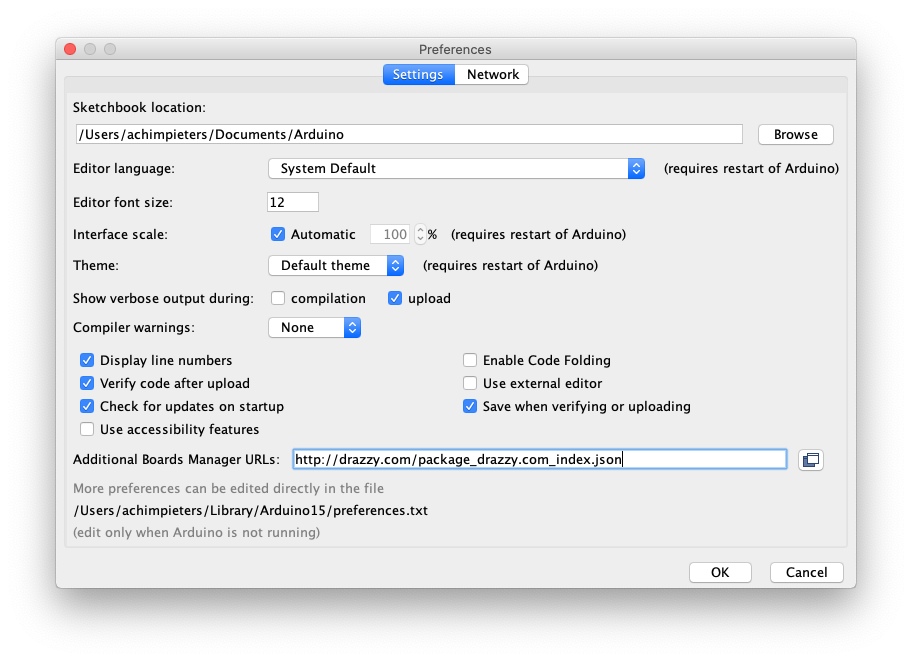 Preferences
Settings Network
Sketchbook location:
/Users/achimpieters/Documents/Arduino Browse
Editor language: System Default (requires restart of Arduino)
Editor font size: 12
Interface scale: Automatic 100 % (requires restart of Arduino)
Theme: Default theme (requires restart of Arduino)
Show verbose output during: compilation upload
Compiler warnings: None
Display line numbers Enable Code Folding
Verify code after upload Use external editor
Check for updates on startup Save when verifying or uploading
Use accessibility features
Additional Boards Manager URLs: http://drazzy.com/package_drazzy.com_index.json
More preferences can be edited directly in the file
/Users/achimpieters/Library/Arduino15/preferences.txt
(edit only when Arduino is not running)
OK Cancel